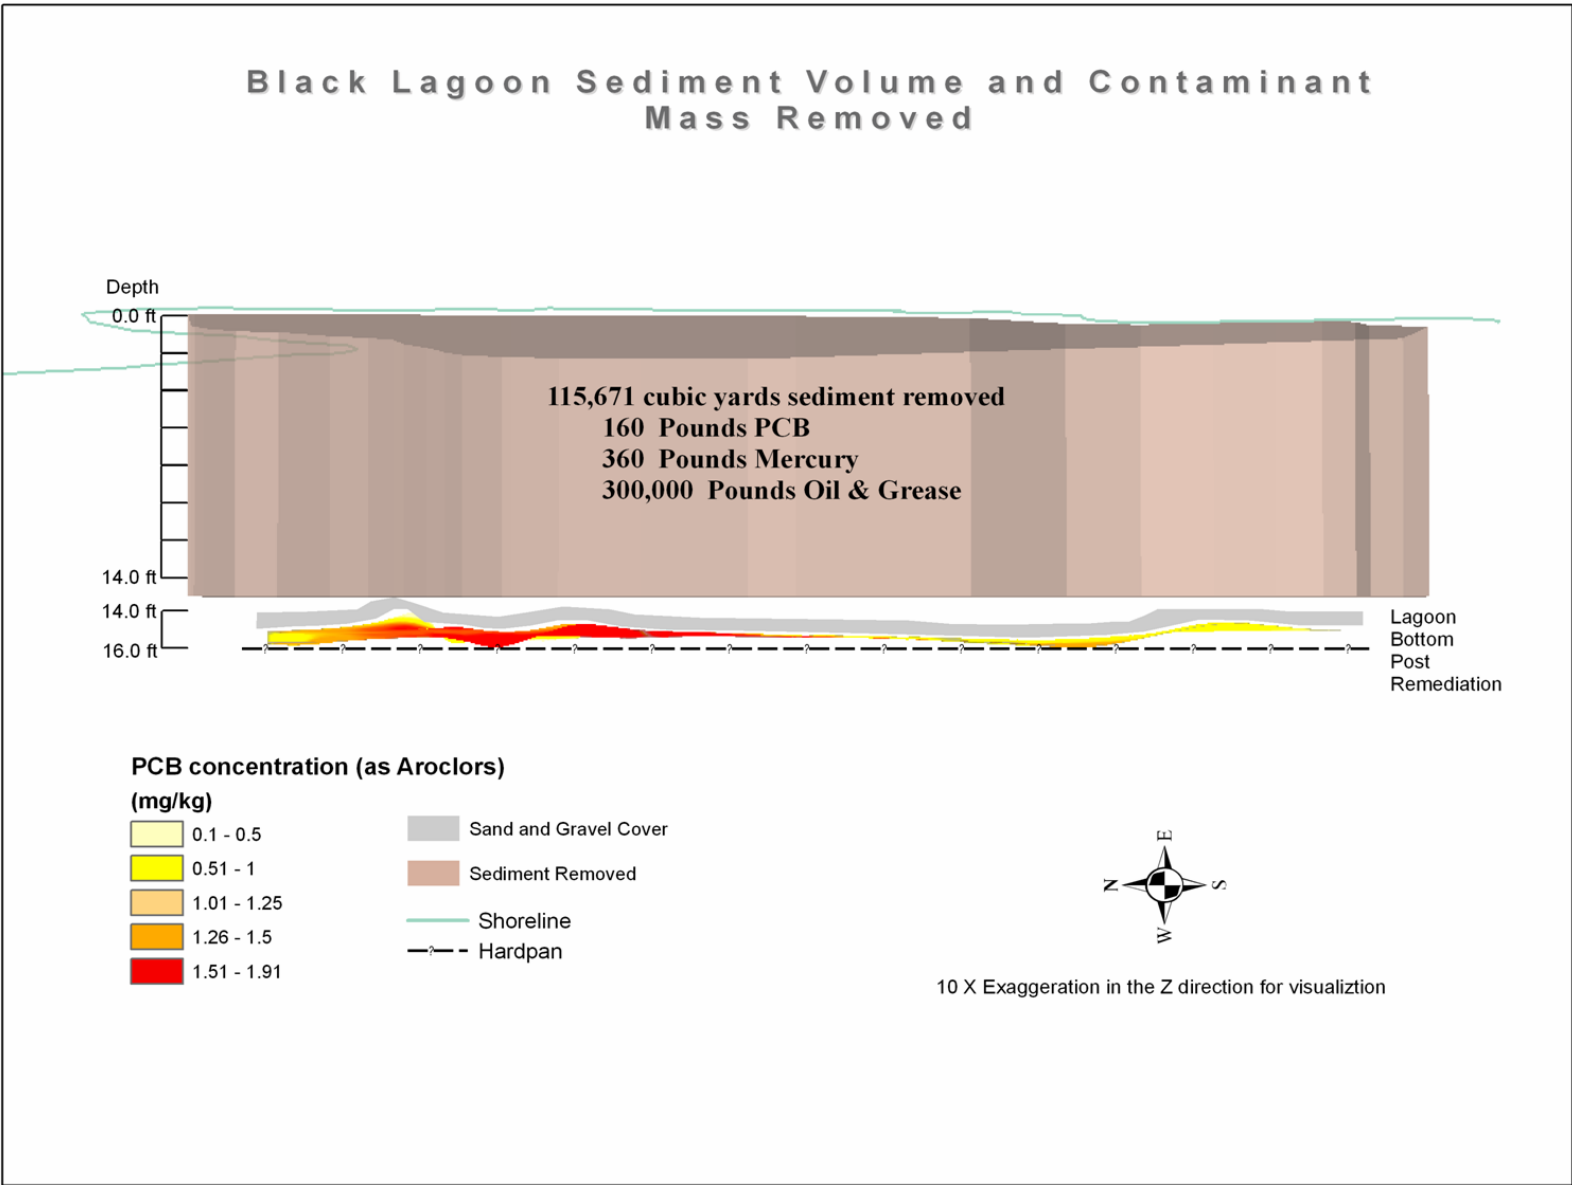 Black Lagoon Sediment Volume and Contaminant
Mass Removed
Depth
0.0 ft
115,671 cubic yards sediment removed
160 Pounds PCB
360 Pounds Mercury
300,000 Pounds Oil & Grease
14.0 ft
14.0 ft
16.0 ft
? ? ? ? ? ? ? ? ? ? ? ? ? ? ?
Lagoon
Bottom
Post
Remediation
PCB concentration (as Aroclors)
(mg/kg)
0.1 - 0.5
0.51 - 1
1.01 - 1.25
1.26 - 1.5
1.51 - 1.91
Sand and Gravel Cover
Sediment Removed
Shoreline
? Hardpan
E
N S
W
10 X Exaggeration in the Z direction for visualiztion